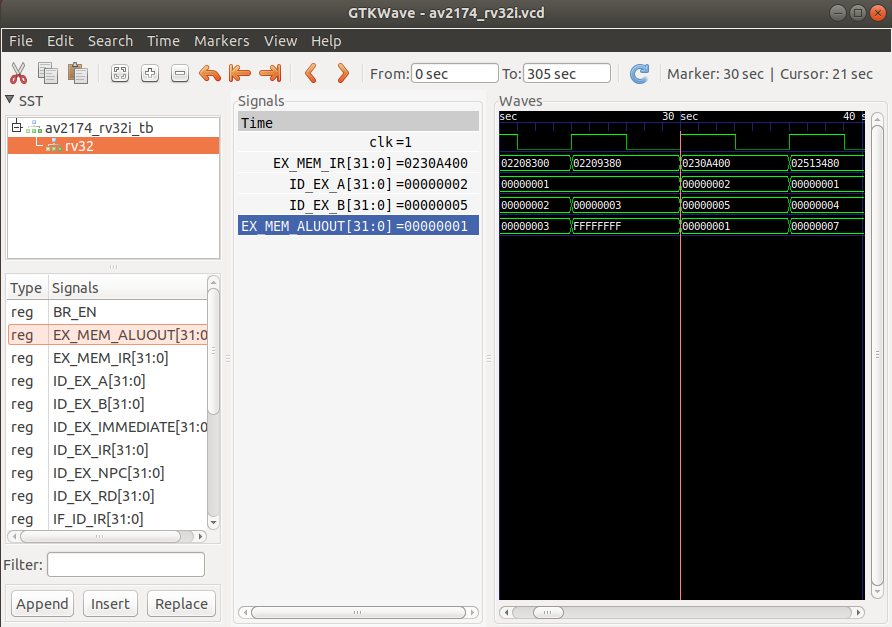 GTKWave - av2174_rv32i.vcd
File Edit Search Time Markers View Help
From: 0 sec To: 305 sec Marker: 30 sec | Cursor: 21 sec
SST
av2174_rv32i_tb
rv32
Type Signals
reg BR_EN
reg EX_MEM_ALUOUT[31:0
reg EX_MEM_IR[31:0]
reg ID_EX_A[31:0]
reg ID_EX_B[31:0]
reg ID_EX_IMMEDIATE[31:0
reg ID_EX_IR[31:0]
reg ID_EX_NPC[31:0]
reg ID_EX_RD[31:0]
reg IF_ID_IR[31:0]
Filter:
Append Insert Replace
Signals
Time
clk=1
EX_MEM_IR[31:0]=0230A400
ID_EX_A[31:0]=00000002
ID_EX_B[31:0]=00000005
EX_MEM_ALUOUT[31:0]=00000001
Waves
sec 30 sec 40 s
02208300 02209380 0230A400 02513480
00000001 00000002 00000001
00000002 00000003 00000005 00000004
00000003 FFFFFFFF 00000001 00000007